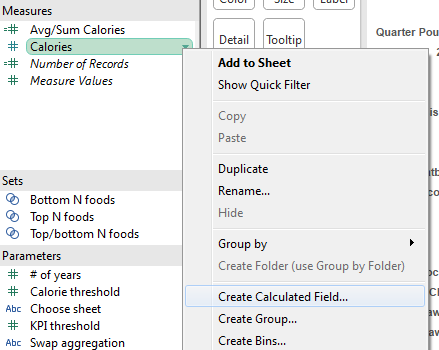 Measures
Avg/Sum Calories
Calories
Number of Records
Measure Values
Sets
Bottom N foods
Top N foods
Top/bottom N foods
Parameters
# of years
Calorie threshold
Abc Choose sheet
KPI threshold
Abc Swap aggregation
Color Size Label
Detail Tooltip
Quarter Pou
2
Add to Sheet
Show Quick Filter
Copy
Paste
Duplicate
Rename...
Hide
Group by
Create Folder (use Group by Folder)
Create Calculated Field...
Create Group...
Create Bins...